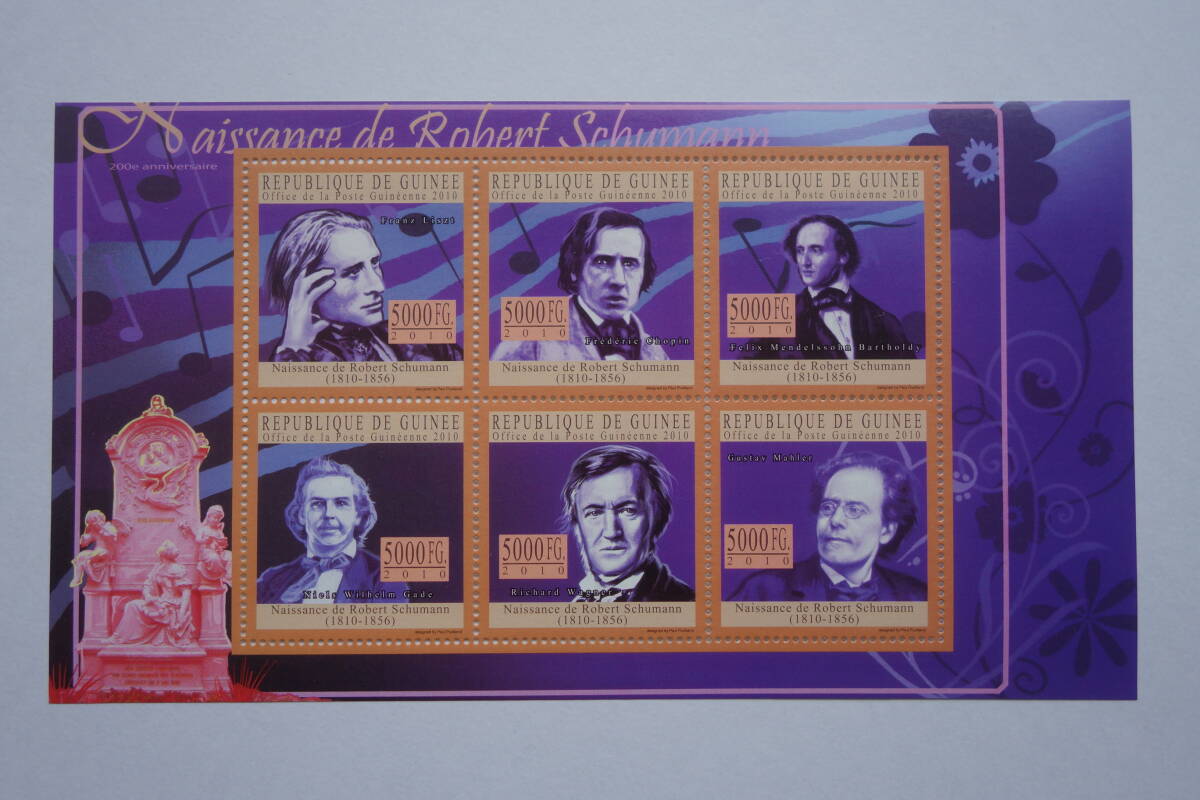 Naissance de Robert Schumann
200e anniversaire
REPUBLIQUE DE GUINEE
Office de la Poste Guinéenne 2010
Franz Liszt
5000 FG.
2010
Naissance de Robert Schumann
(1810-1856)
REPUBLIQUE DE GUINEE
Office de la Poste Guinéenne 2010
5000 FG.
2010
Frédéric Chopin
Naissance de Robert Schumann
(1810-1856)
REPUBLIQUE DE GUINEE
Office de la Poste Guinéenne 2010
5000 FG.
2010
Felix Mendelssohn Bartholdy
Naissance de Robert Schumann
(1810-1856)
REPUBLIQUE DE GUINEE
Office de la Poste Guinéenne 2010
5000 FG.
2010
Niels Wilhelm Gade
Naissance de Robert Schumann
(1810-1856)
REPUBLIQUE DE GUINEE
Office de la Poste Guinéenne 2010
5000 FG.
2010
Richard Wagner
Naissance de Robert Schumann
(1810-1856)
REPUBLIQUE DE GUINEE
Office de la Poste Guinéenne 2010
Gustav Mahler
5000 FG.
2010
Naissance de Robert Schumann
(1810-1856)